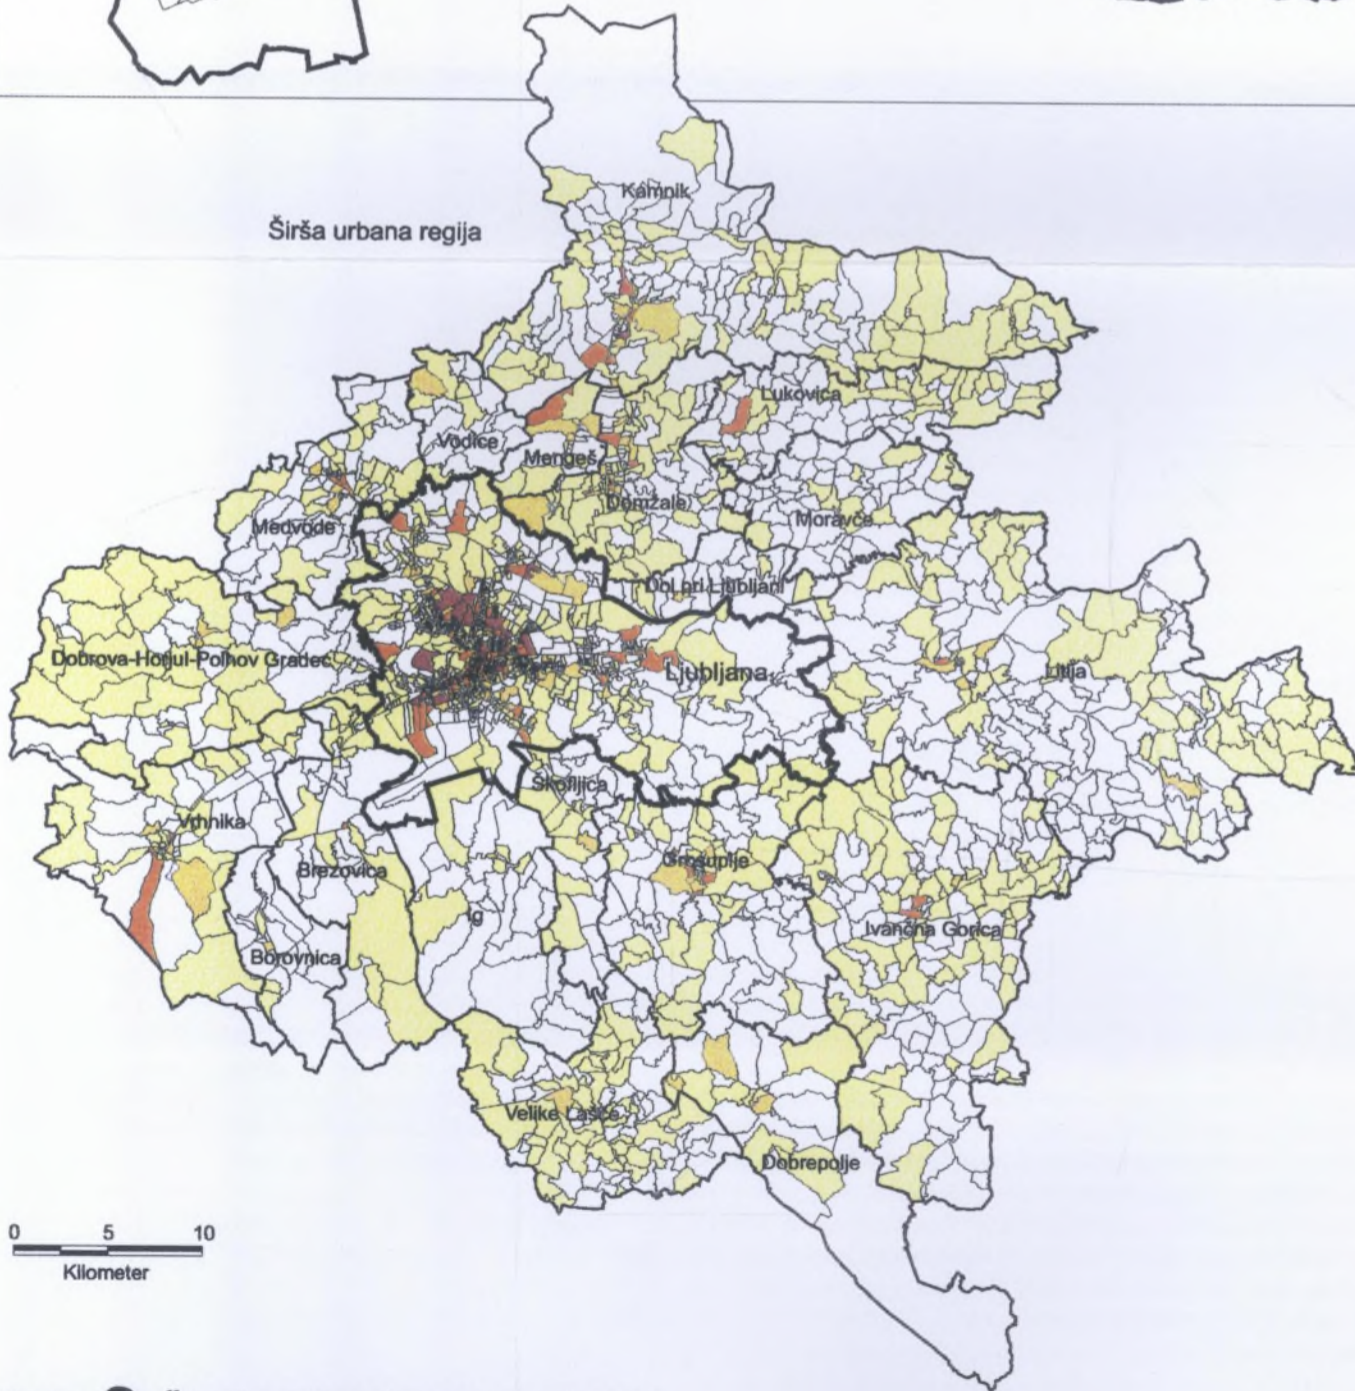 Kamnik
Širša urbana regija
Lukovica
Vodice
Mengeš
Domžale
Moravče
Medvode
Dol pri Ljubljani
Dobrova-Horjul-Polhov Gradec
Ljubljana
Litija
Škofljica
Vrhnika
Grosuplje
Brezovica
Ig
Ivančna Gorica
Borovnica
Velike Lašče
Dobrepolje
0 5 10
Kilometer